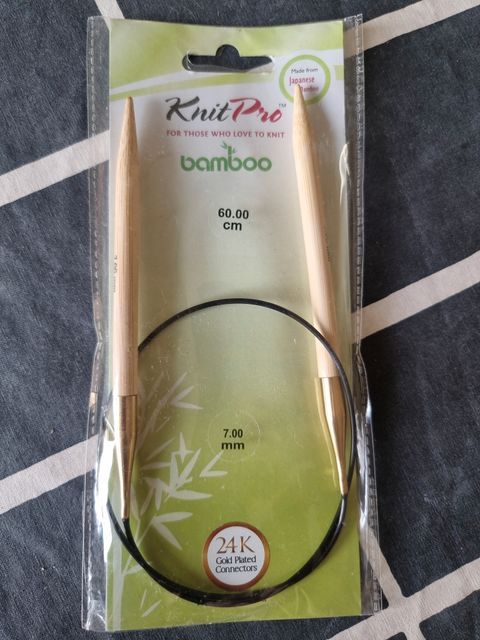 Made from
Japanese
Bamboo
KnitPro™
FOR THOSE WHO LOVE TO KNIT
bamboo
60.00
cm
7.00
mm
24K
Gold Plated
Connectors